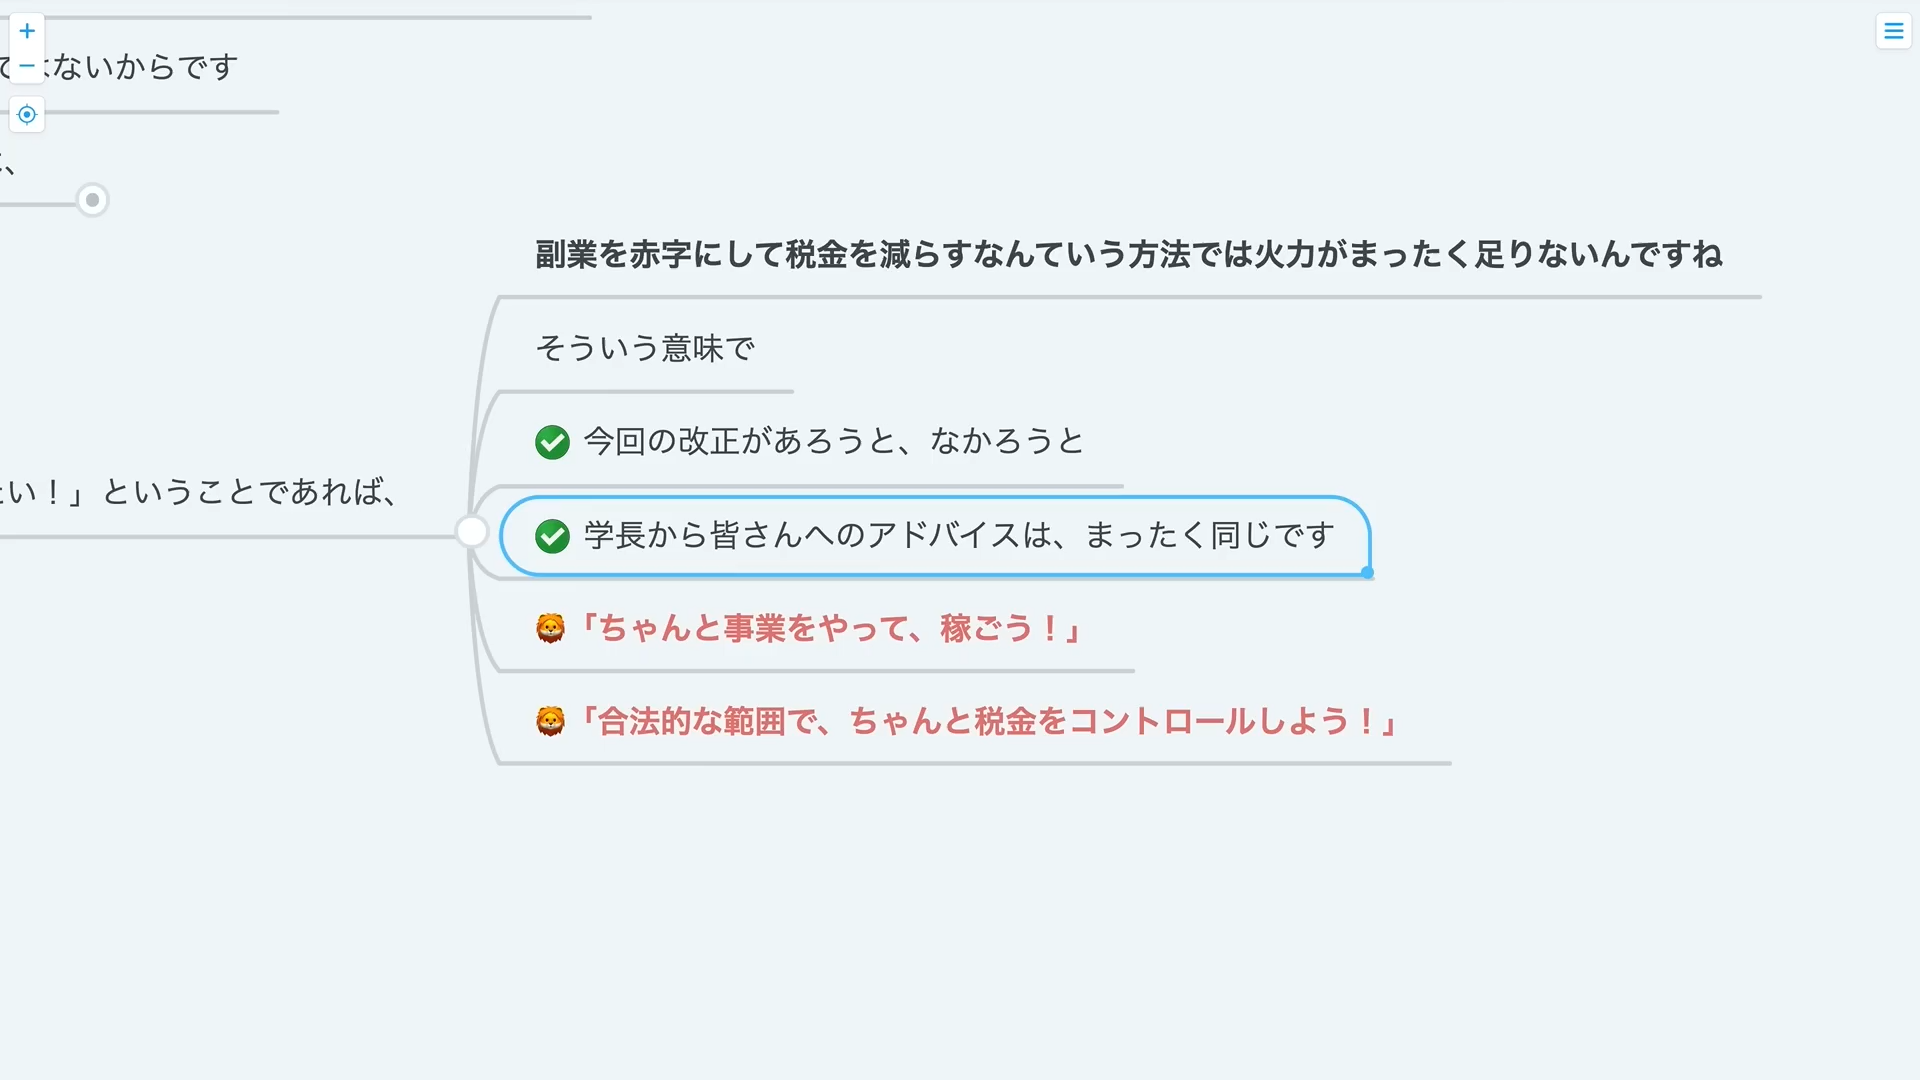 はないからです
、
副業を赤字にして税金を減らすなんていう方法では火力がまったく足りないんですね
そういう意味で
今回の改正があろうと、なかろうと
い！」ということであれば、
学長から皆さんへのアドバイスは、まったく同じです
「ちゃんと事業をやって、稼ごう！」
「合法的な範囲で、ちゃんと税金をコントロールしよう！」